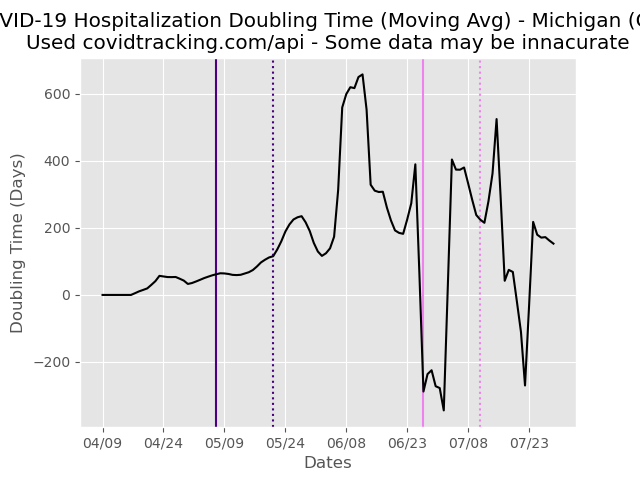 VID-19 Hospitalization Doubling Time (Moving Avg) - Michigan (
Used covidtracking.com/api - Some data may be innacurate
600
400
200
0
−200
Doubling Time (Days)
04/09 04/24 05/09 05/24 06/08 06/23 07/08 07/23
Dates